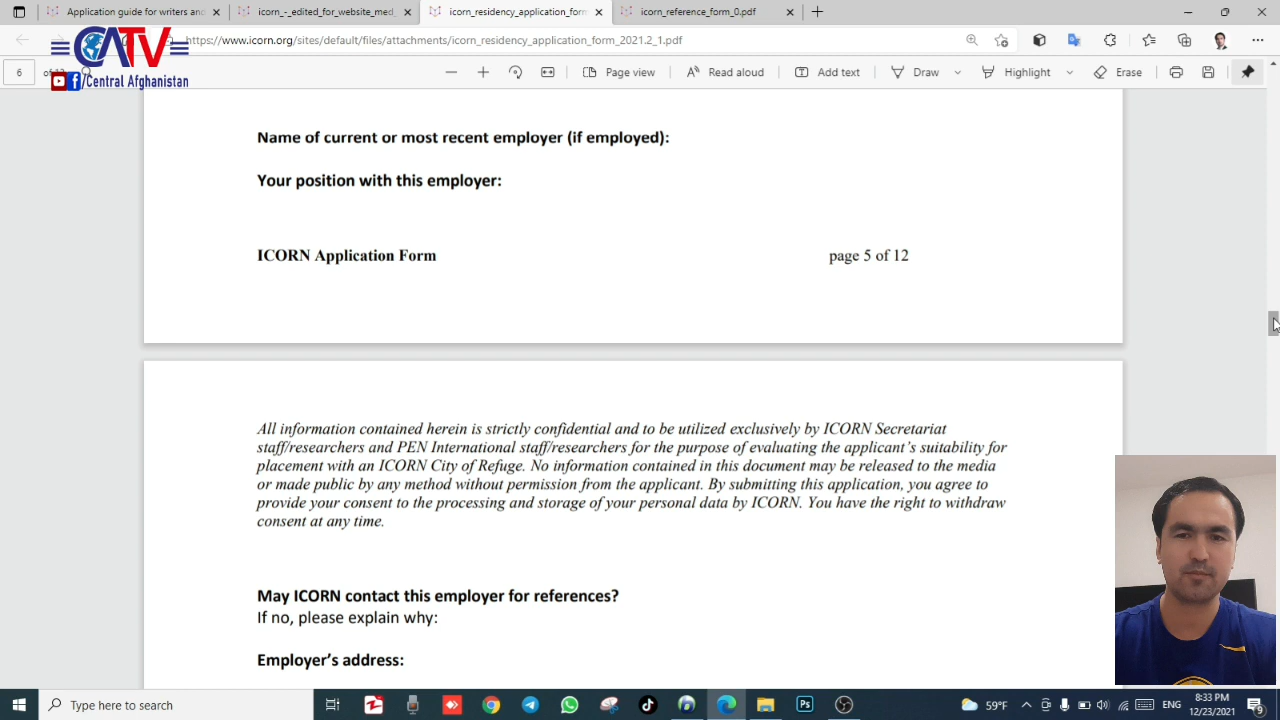 icorn_-_edited_for_website_med_
icorn_residency_application_form
icorn_residency_application_form
icorn_reference_form_2020.pdf
CATV
/Central Afghanistan
https://www.icorn.org/sites/default/files/attachments/icorn_residency_application_form_2021.2_1.pdf
6
Page view
Read aloud
Add text
Draw
Highlight
Erase
Name of current or most recent employer (if employed):
Your position with this employer:
ICORN Application Form page 5 of 12
All information contained herein is strictly confidential and to be utilized exclusively by ICORN Secretariat
staff/researchers and PEN International staff/researchers for the purpose of evaluating the applicant's suitability for
placement with an ICORN City of Refuge. No information contained in this document may be released to the media
or made public by any method without permission from the applicant. By submitting this application, you agree to
provide your consent to the processing and storage of your personal data by ICORN. You have the right to withdraw
consent at any time.
May ICORN contact this employer for references?
If no, please explain why:
Employer's address:
Type here to search
59°F
ENG
8:33 PM
12/23/2021
9